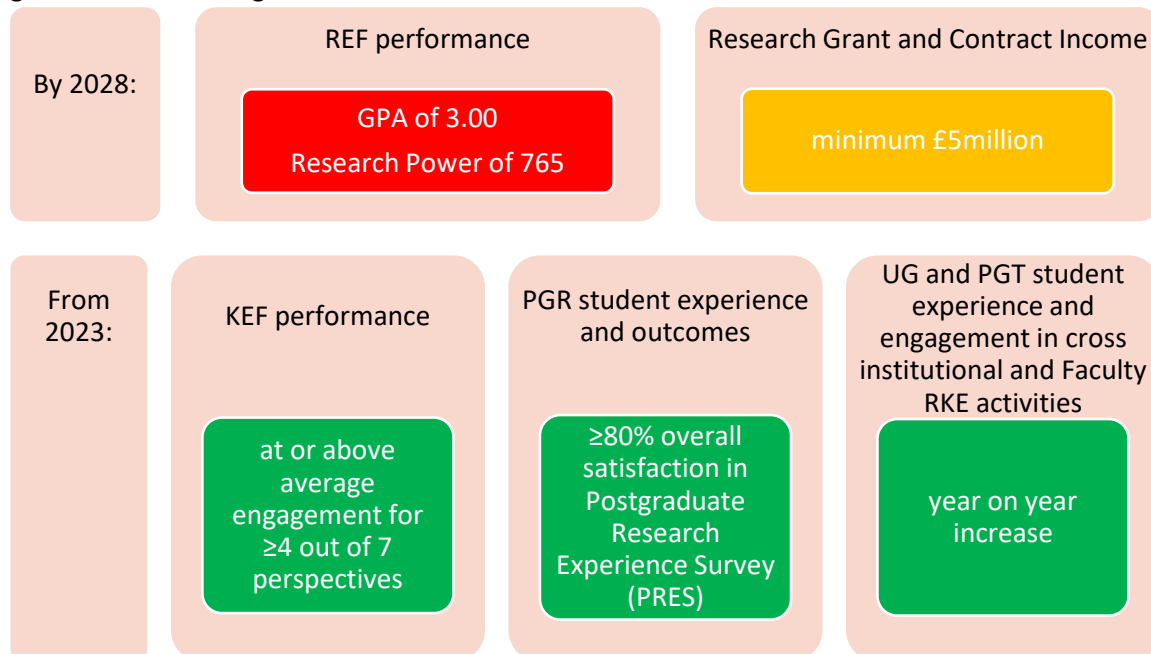 By 2028:
REF performance
GPA of 3.00
Research Power of 765
Research Grant and Contract Income
minimum £5million
From
2023:
KEF performance
at or above
average
engagement for
≥4 out of 7
perspectives
PGR student experience
and outcomes
≥80% overall
satisfaction in
Postgraduate
Research
Experience Survey
(PRES)
UG and PGT student
experience and
engagement in cross
institutional and Faculty
RKE activities
year on year
increase